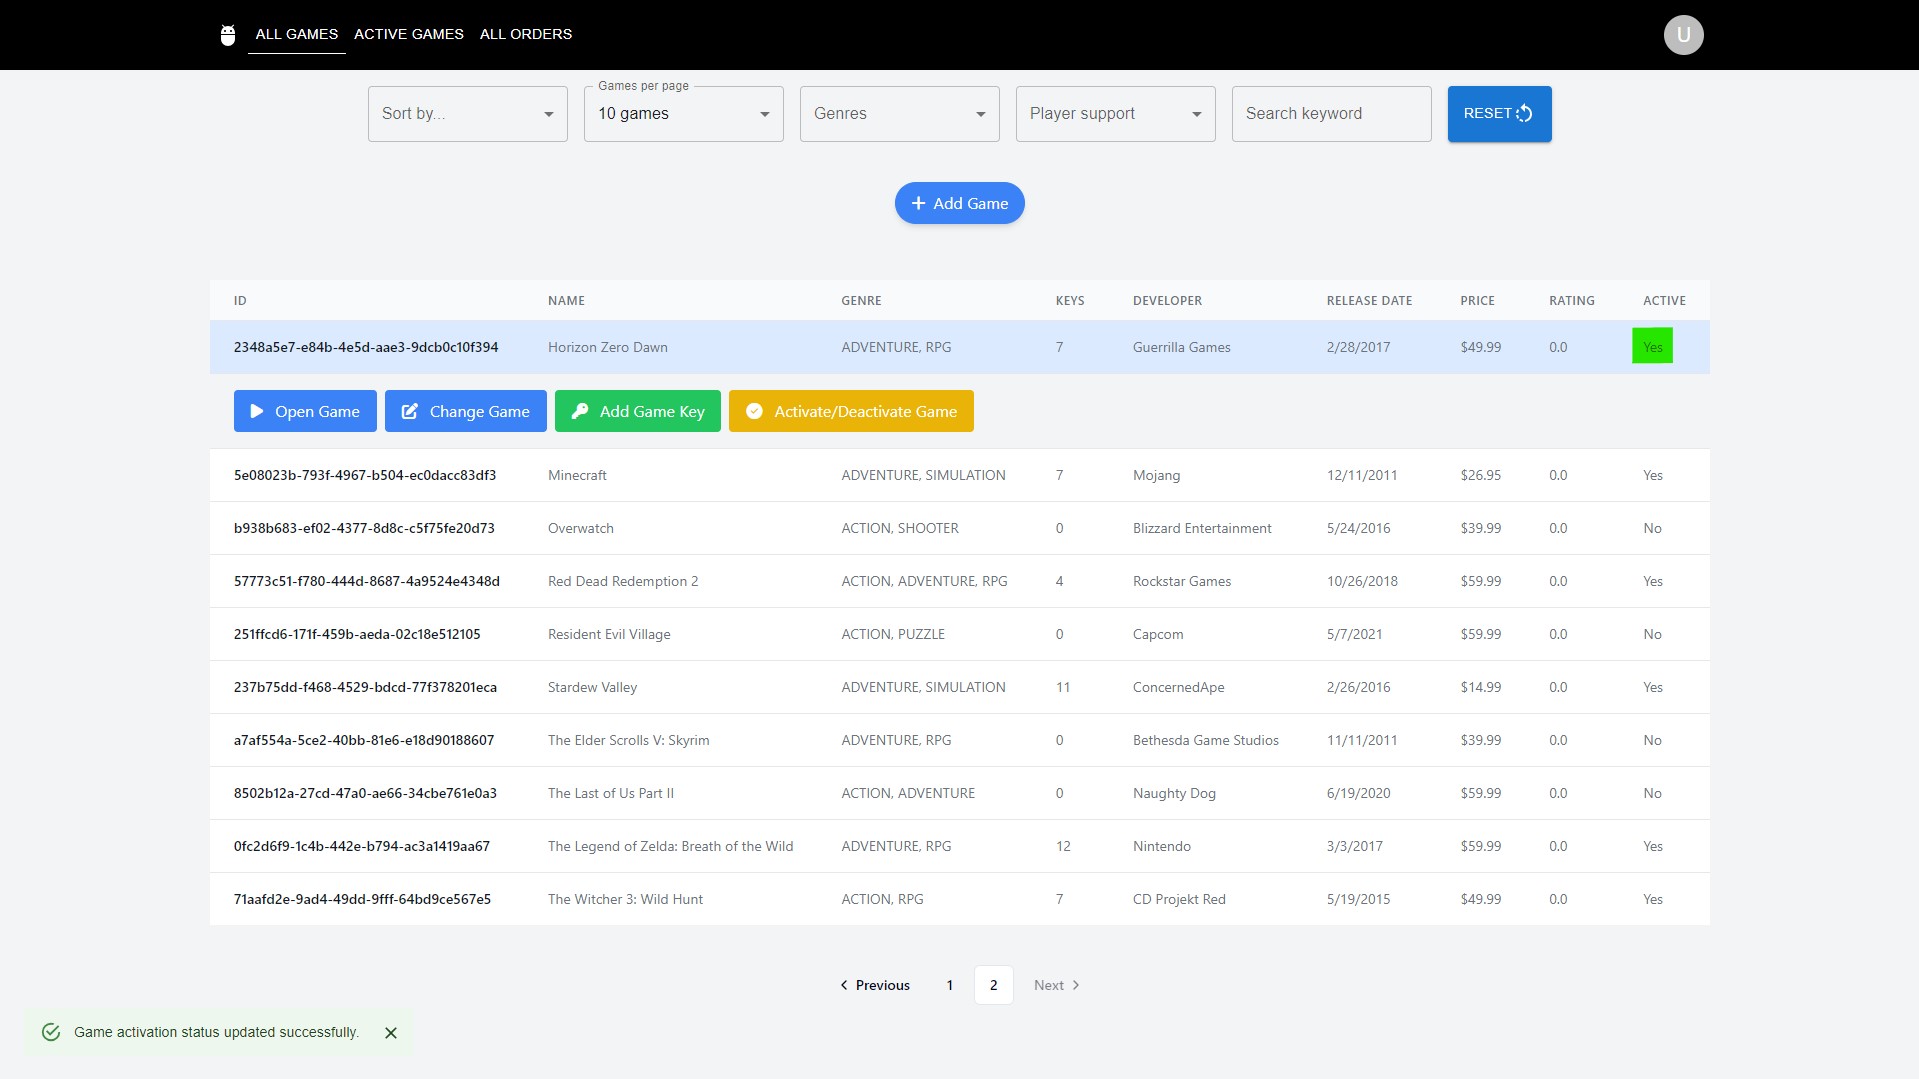 ALL GAMES ACTIVE GAMES ALL ORDERS U
Games per page
Sort by... 10 games Genres Player support Search keyword RESET
Add Game
ID NAME GENRE KEYS DEVELOPER RELEASE DATE PRICE RATING ACTIVE
2348a5e7-e84b-4e5d-aae3-9dcb0c10f394 Horizon Zero Dawn ADVENTURE, RPG 7 Guerrilla Games 2/28/2017 $49.99 0.0 Yes
Open Game Change Game Add Game Key Activate/Deactivate Game
5e08023b-793f-4967-b504-ec0dacc83df3 Minecraft ADVENTURE, SIMULATION 7 Mojang 12/11/2011 $26.95 0.0 Yes
b938b683-ef02-4377-8d8c-c5f75fe20d73 Overwatch ACTION, SHOOTER 0 Blizzard Entertainment 5/24/2016 $39.99 0.0 No
57773c51-f780-444d-8687-4a9524e4348d Red Dead Redemption 2 ACTION, ADVENTURE, RPG 4 Rockstar Games 10/26/2018 $59.99 0.0 Yes
251ffcd6-171f-459b-aeda-02c18e512105 Resident Evil Village ACTION, PUZZLE 0 Capcom 5/7/2021 $59.99 0.0 No
237b75dd-f468-4529-bdcd-77f378201eca Stardew Valley ADVENTURE, SIMULATION 11 ConcernedApe 2/26/2016 $14.99 0.0 Yes
a7af554a-5ce2-40bb-81e6-e18d90188607 The Elder Scrolls V: Skyrim ADVENTURE, RPG 0 Bethesda Game Studios 11/11/2011 $39.99 0.0 No
8502b12a-27cd-47a0-ae66-34cbe761e0a3 The Last of Us Part II ACTION, ADVENTURE 0 Naughty Dog 6/19/2020 $59.99 0.0 No
0fc2d6f9-1c4b-442e-b794-ac3a1419aa67 The Legend of Zelda: Breath of the Wild ADVENTURE, RPG 12 Nintendo 3/3/2017 $59.99 0.0 Yes
71aafd2e-9ad4-49dd-9fff-64bd9ce567e5 The Witcher 3: Wild Hunt ACTION, RPG 7 CD Projekt Red 5/19/2015 $49.99 0.0 Yes
Previous 1 2 Next
Game activation status updated successfully.